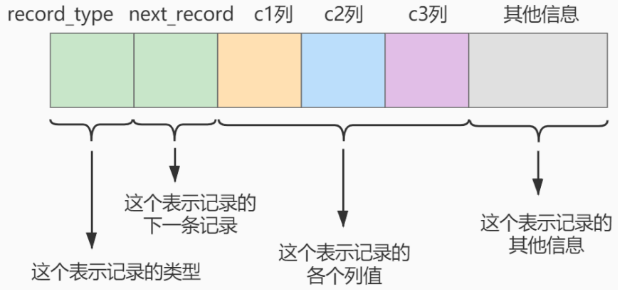 record_type next_record c1列 c2列 c3列 其他信息
这个表示记录的
下一条记录
这个表示记录的
其他信息
这个表示记录的
各个列值
这个表示记录的类型